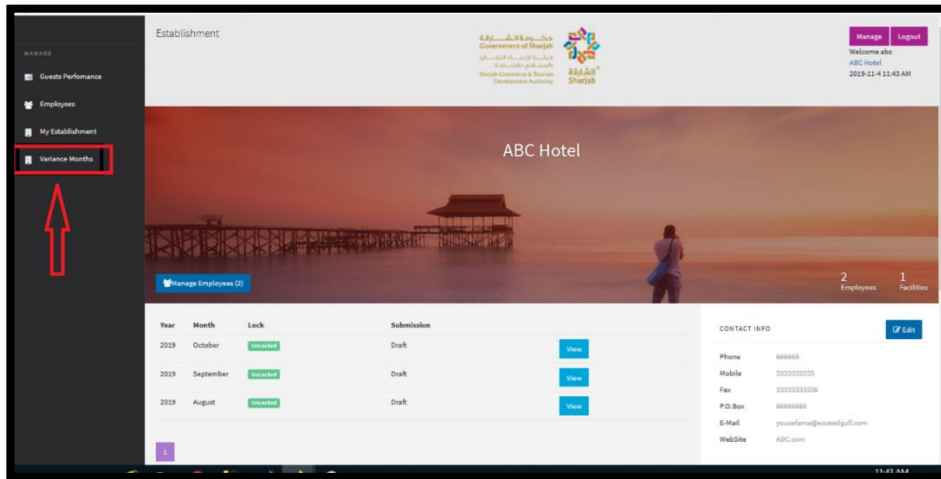 Establishment
حكومة الشارقة
Government of Sharjah
Sharjah Commerce & Tourism
Development Authority
الشارقة
Sharjah
Manage Logout
Welcome abc
ABC Hotel
2019-11-4 11:43 AM
MANAGE
Guests Perfomance
Employees
My Establishment
Variance Months
ABC Hotel
Manage Employees (2)
2 Employees
1 Facilities
Year Month Lock Submission
2019 October UnLocked Draft View
2019 September UnLocked Draft View
2019 August UnLocked Draft View
1
CONTACT INFO Edit
Phone 666666
Mobile 5555555555
Fax
P.O.Box 66666666
E-Mail yousefama@exceedgulf.com
WebSite ABC.com
11:43 AM